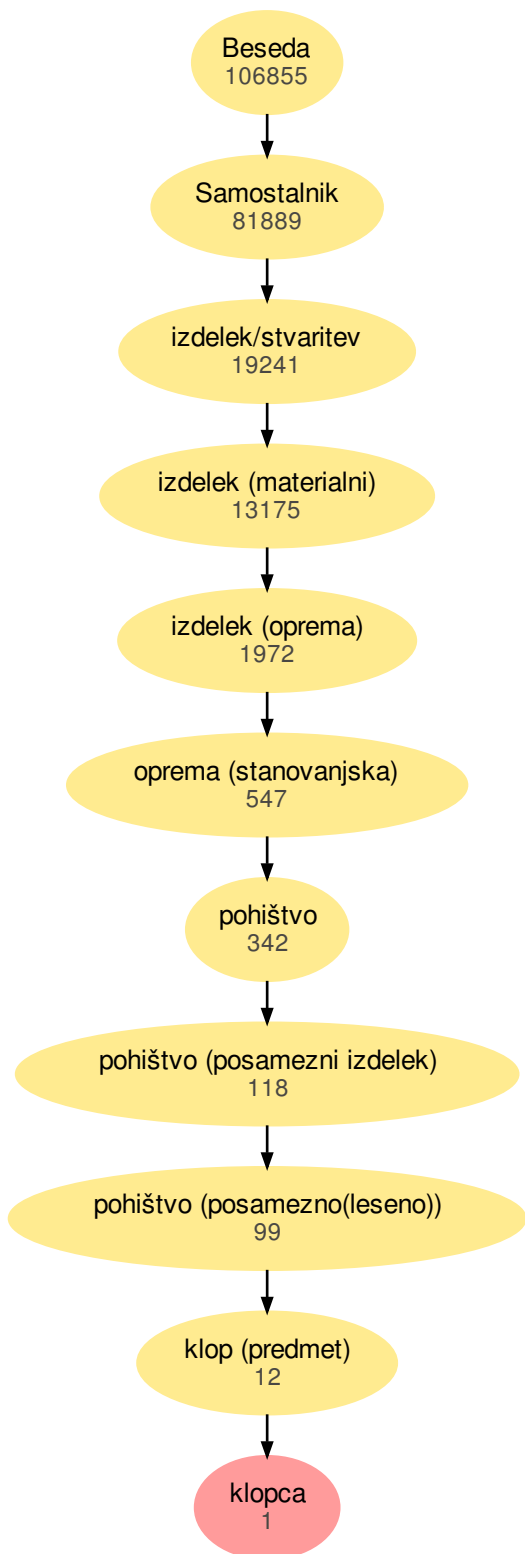 Beseda
106855
Samostalnik
81889
izdelek/stvaritev
19241
izdelek (materialni)
13175
izdelek (oprema)
1972
oprema (stanovanjska)
547
pohištvo
342
pohištvo (posamezni izdelek)
118
pohištvo (posamezno(leseno))
99
klop (predmet)
12
klopca
1